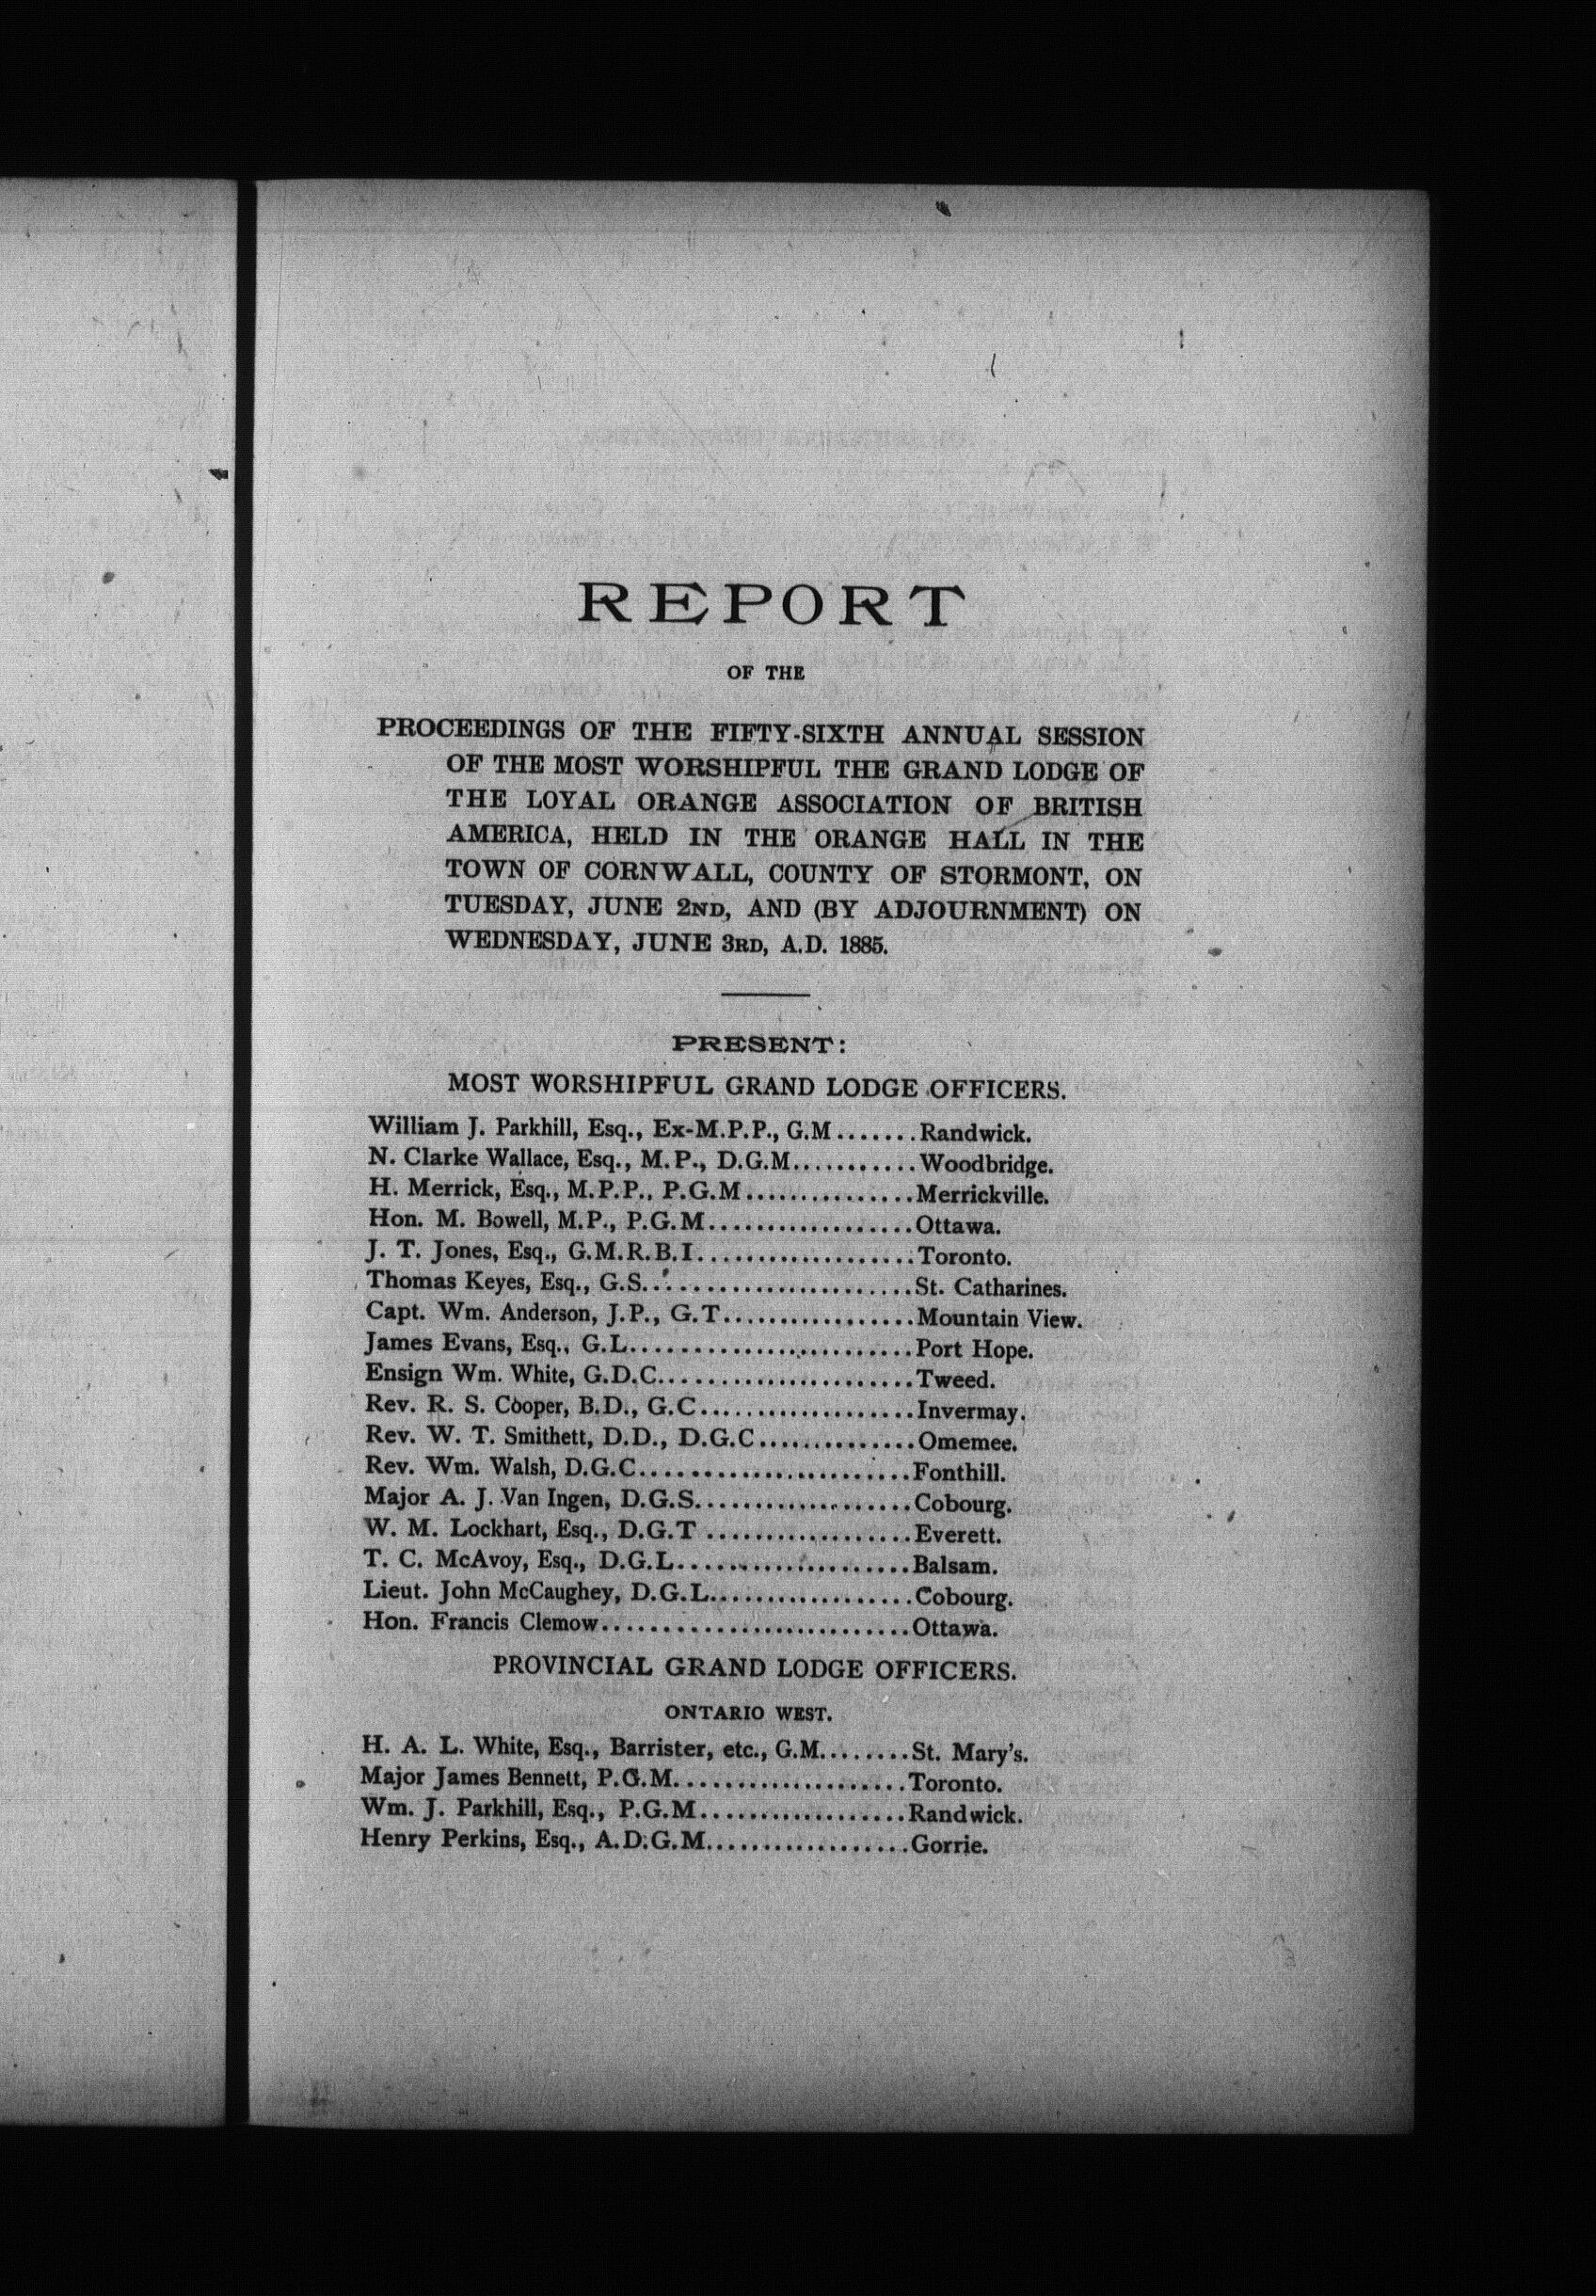 REPORT
OF THE
PROCEEDINGS OF THE FIFTY-SIXTH ANNUAL SESSION
OF THE MOST WORSHIPFUL THE GRAND LODGE OF
THE LOYAL ORANGE ASSOCIATION OF BRITISH
AMERICA, HELD IN THE ORANGE HALL IN THE
TOWN OF CORNWALL, COUNTY OF STORMONT, ON
TUESDAY, JUNE 2ND, AND (BY ADJOURNMENT) ON
WEDNESDAY, JUNE 3RD, A.D. 1885.
PRESENT:
MOST WORSHIPFUL GRAND LODGE OFFICERS.
William J. Parkhill, Esq., Ex-M.P.P., G.M.......Randwick.
N. Clarke Wallace, Esq., M.P., D.G.M...........Woodbridge.
H. Merrick, Esq., M.P.P., P.G.M...............Merrickville.
Hon. M. Bowell, M.P., P.G.M..................Ottawa.
J. T. Jones, Esq., G.M.R.B.I...................Toronto.
Thomas Keyes, Esq., G.S.......................St. Catharines.
Capt. Wm. Anderson, J.P., G.T.................Mountain View.
James Evans, Esq., G.L........................Port Hope.
Ensign Wm. White, G.D.C......................Tweed.
Rev. R. S. Cooper, B.D., G.C...................Invermay.
Rev. W. T. Smithett, D.D., D.G.C..............Omemee.
Rev. Wm. Walsh, D.G.C........................Fonthill.
Major A. J. Van Ingen, D.G.S...................Cobourg.
W. M. Lockhart, Esq., D.G.T ..................Everett.
T. C. McAvoy, Esq., D.G.L....................Balsam.
Lieut. John McCaughey, D.G.L..................Cobourg.
Hon. Francis Clemow...........................Ottawa.
PROVINCIAL GRAND LODGE OFFICERS.
ONTARIO WEST.
H. A. L. White, Esq., Barrister, etc., G.M........St. Mary's.
Major James Bennett, P.G.M....................Toronto.
Wm. J. Parkhill, Esq., P.G.M..................Randwick.
Henry Perkins, Esq., A.D.G.M..................Gorrie.